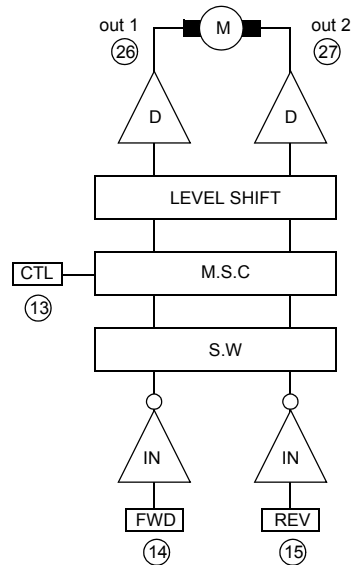 out 1 M out 2
26 27
D D
LEVEL SHIFT
CTL M.S.C
13
S.W
IN IN
FWD REV
14 15